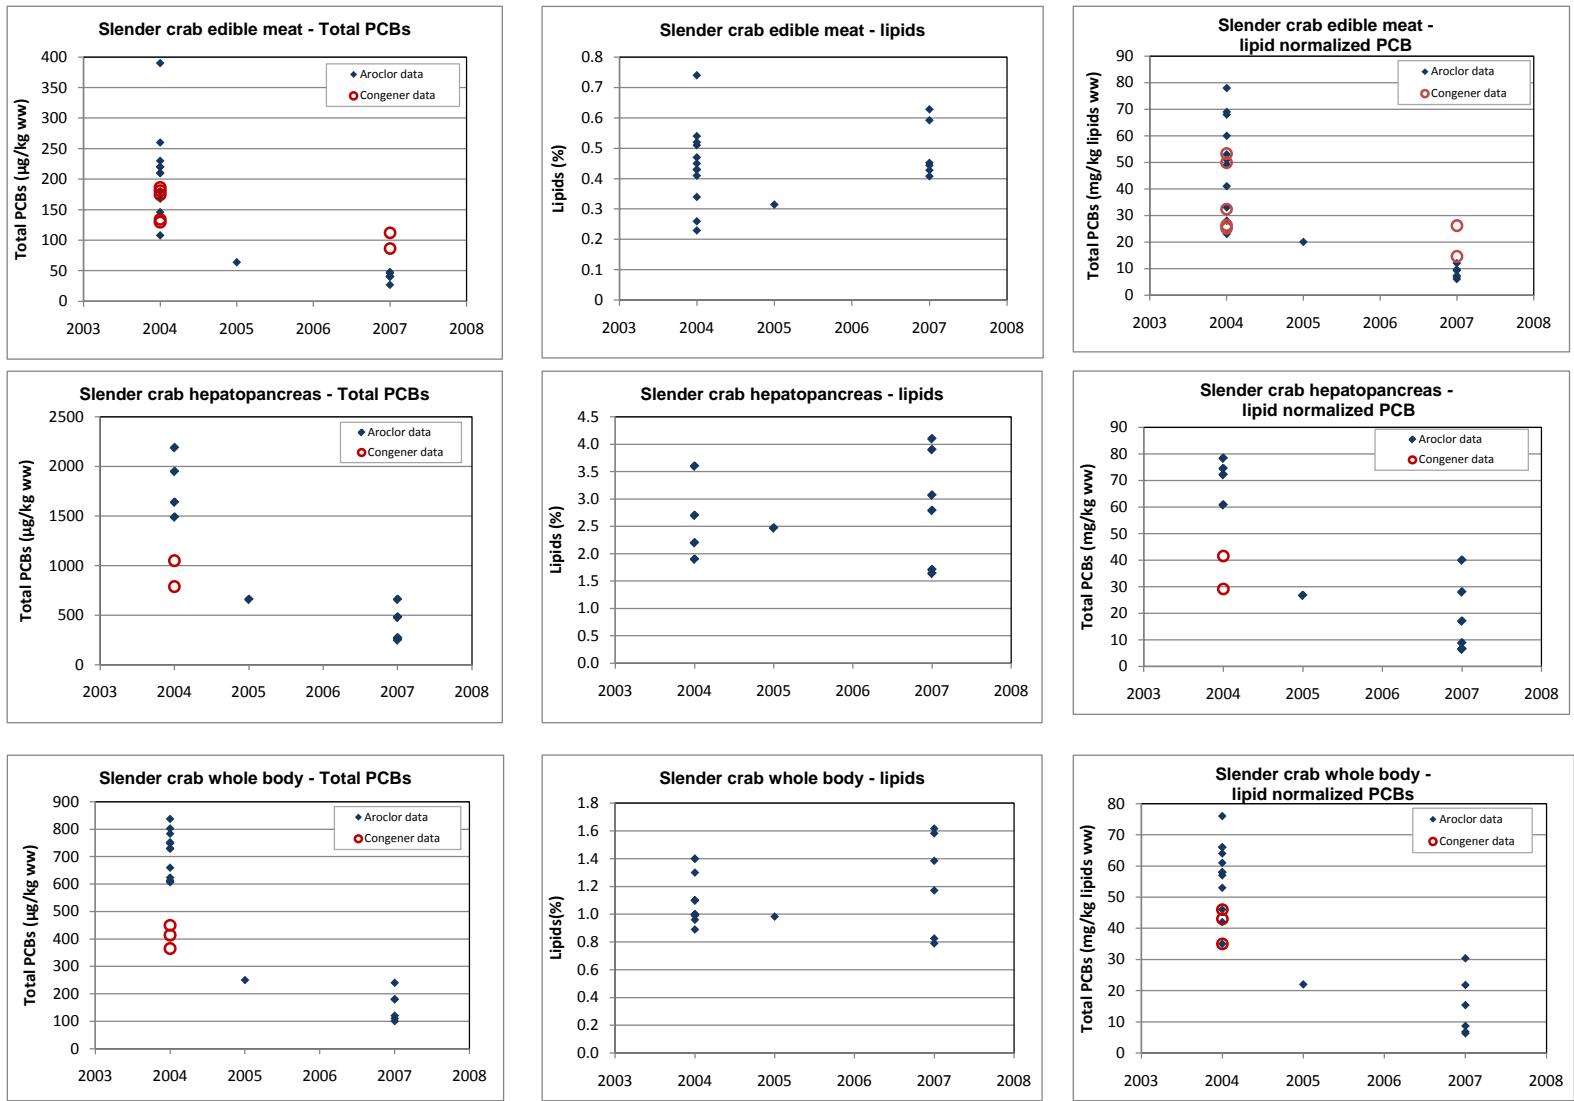 Slender crab edible meat - Total PCBs
Total PCBs (µg/kg ww)
400
350
300
250
200
150
100
50
0
2003 2004 2005 2006 2007 2008
Aroclor data
Congener data
Slender crab edible meat - lipids
Lipids (%)
0.8
0.7
0.6
0.5
0.4
0.3
0.2
0.1
0
2003 2004 2005 2006 2007 2008
Slender crab edible meat -
lipid normalized PCB
Total PCBs (mg/kg lipids ww)
90
80
70
60
50
40
30
20
10
0
2003 2004 2005 2006 2007 2008
Aroclor data
Congener data
Slender crab hepatopancreas - Total PCBs
Total PCBs (µg/kg ww)
2500
2000
1500
1000
500
0
2003 2004 2005 2006 2007 2008
Aroclor data
Congener data
Slender crab hepatopancreas - lipids
Lipids (%)
4.5
4.0
3.5
3.0
2.5
2.0
1.5
1.0
0.5
0.0
2003 2004 2005 2006 2007 2008
Slender crab hepatopancreas -
lipid normalized PCB
Total PCBs (mg/kg ww)
90
80
70
60
50
40
30
20
10
0
2003 2004 2005 2006 2007 2008
Aroclor data
Congener data
Slender crab whole body - Total PCBs
Total PCBs (µg/kg ww)
900
800
700
600
500
400
300
200
100
0
2003 2004 2005 2006 2007 2008
Aroclor data
Congener data
Slender crab whole body - lipids
Lipids(%)
1.8
1.6
1.4
1.2
1.0
0.8
0.6
0.4
0.2
0.0
2003 2004 2005 2006 2007 2008
Slender crab whole body -
lipid normalized PCBs
Total PCBs (mg/kg lipids ww)
80
70
60
50
40
30
20
10
0
2003 2004 2005 2006 2007 2008
Aroclor data
Congener data